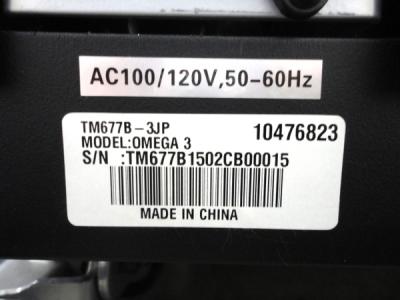 AC100/120V,50-60Hz
TM677B-3JP 10476823
MODEL:OMEGA 3
S/N :TM677B1502CB00015
MADE IN CHINA